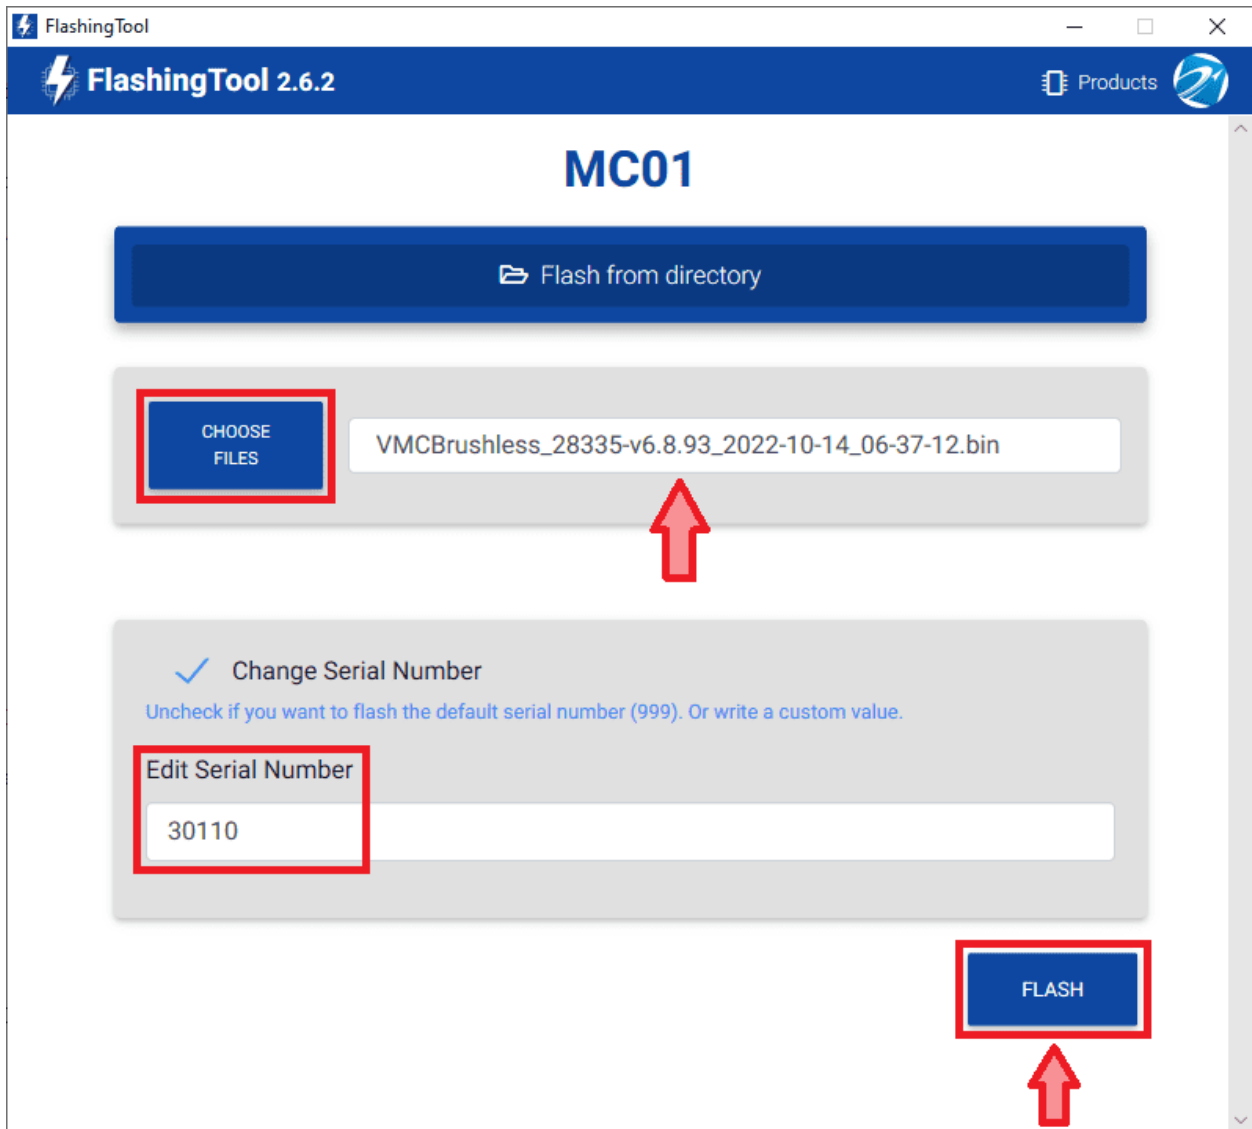 FlashingTool
FlashingTool 2.6.2
Products
MC01
Flash from directory
CHOOSE
FILES
VMCBrushless_28335-v6.8.93_2022-10-14_06-37-12.bin
Change Serial Number
Uncheck if you want to flash the default serial number (999). Or write a custom value.
Edit Serial Number
30110
FLASH